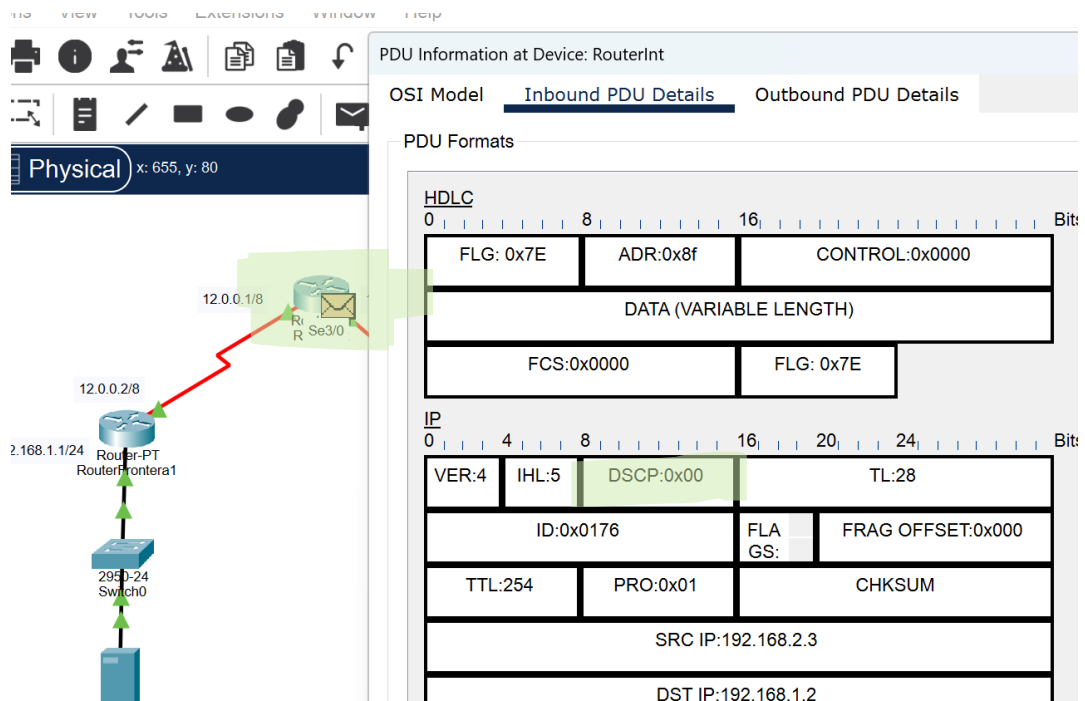 View Tools Extensions Window Help
PDU Information at Device: RouterInt
OSI Model Inbound PDU Details Outbound PDU Details
PDU Formats
Physical x: 655, y: 80
HDLC
0 8 16 Bits
FLG: 0x7E ADR:0x8f CONTROL:0x0000
DATA (VARIABLE LENGTH)
FCS:0x0000 FLG: 0x7E
IP
0 4 8 16 20 24 Bits
VER:4 IHL:5 DSCP:0x00 TL:28
ID:0x0176 FLA GS: FRAG OFFSET:0x000
TTL:254 PRO:0x01 CHKSUM
SRC IP:192.168.2.3
DST IP:192.168.1.2
12.0.0.1/8
Se3/0
12.0.0.2/8
2.168.1.1/24
Router-PT
RouterFrontera1
2950-24
Switch0